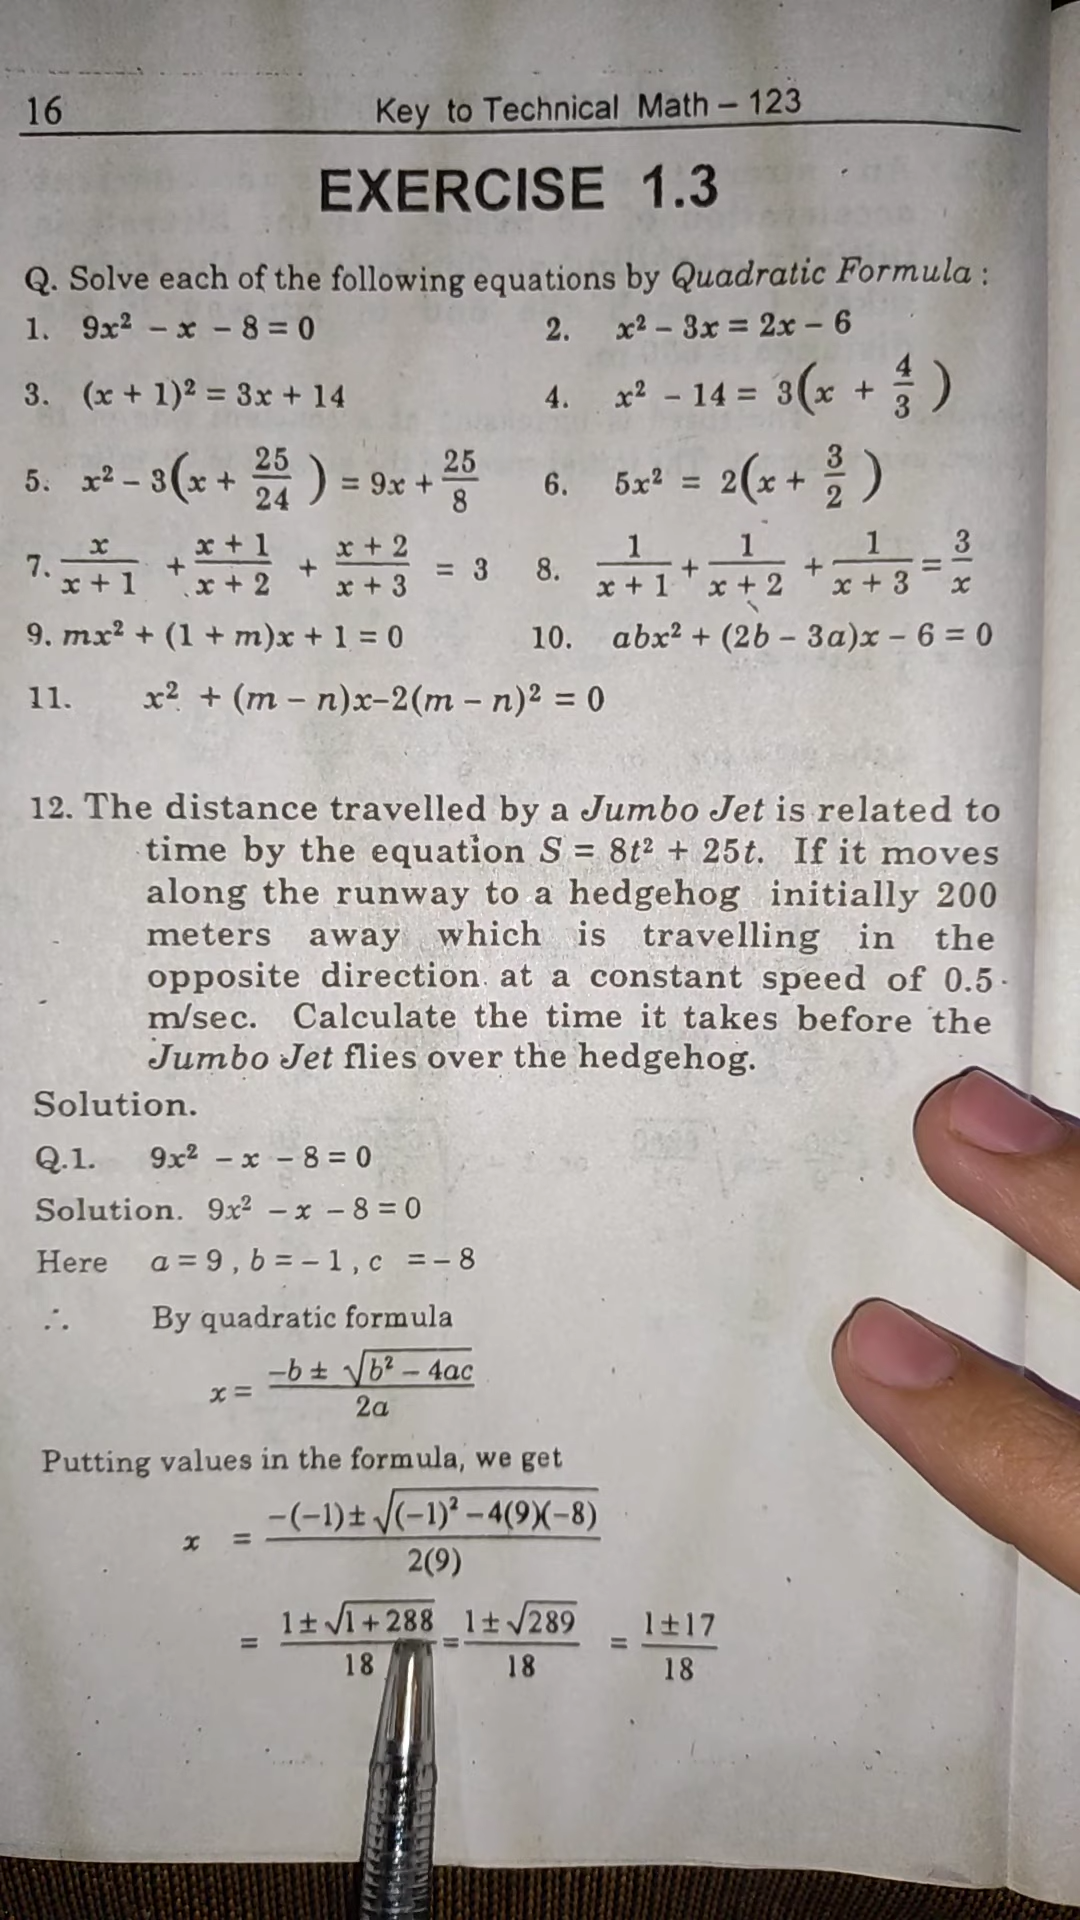 16 Key to Technical Math – 123
EXERCISE 1.3
Q. Solve each of the following equations by Quadratic Formula :
1. 9x² – x – 8 = 0 2. x² – 3x = 2x – 6
3. (x + 1)² = 3x + 14 4. x² – 14 = 3(x + 4/3)
5. x² – 3(x + 25/24) = 9x + 25/8 6. 5x² = 2(x + 3/2)
7. x/(x + 1) + (x + 1)/(x + 2) + (x + 2)/(x + 3) = 3 8. 1/(x + 1) + 1/(x + 2) + 1/(x + 3) = 3/x
9. mx² + (1 + m)x + 1 = 0 10. abx² + (2b – 3a)x – 6 = 0
11. x² + (m – n)x–2(m – n)² = 0
12. The distance travelled by a Jumbo Jet is related to
time by the equation S = 8t² + 25t. If it moves
along the runway to a hedgehog initially 200
meters away which is travelling in the
opposite direction at a constant speed of 0.5
m/sec. Calculate the time it takes before the
Jumbo Jet flies over the hedgehog.
Solution.
Q.1. 9x² – x – 8 = 0
Solution. 9x² – x – 8 = 0
Here a = 9 , b = – 1 , c = – 8
∴ By quadratic formula
x = (–b ± √(b² – 4ac))/2a
Putting values in the formula, we get
x = (–(–1) ± √((–1)² – 4(9)(–8)))/2(9)
= (1 ± √(1 + 288))/18 = (1 ± √289)/18 = (1 ± 17)/18